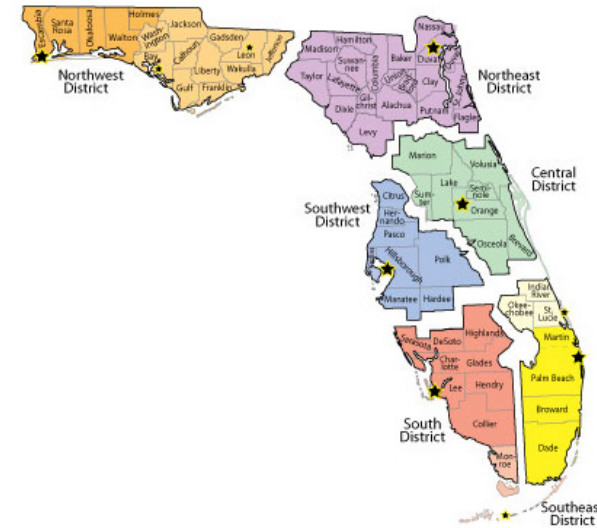 Escambia
Santa
Rosa
Okaloosa
Walton
Holmes
Wash-
ington
Bay
Jackson
Calhoun
Gulf
Gadsden
Liberty
Franklin
Leon
Wakulla
Jefferson
Northwest
District
Madison
Hamilton
Taylor
Suwan-
nee
Lafayette
Dixie
Columbia
Gil-
christ
Levy
Baker
Union
Alachua
Nassau
Duval
Clay
Putnam
St. Johns
Flagler
Northeast
District
Marion
Volusia
Lake
Sum-
ter
Semi-
nole
Orange
Osceola
Brevard
Central
District
Citrus
Her-
nando
Pasco
Hillsborough
Polk
Manatee
Hardee
Southwest
District
Indian
River
Okee-
chobee
St.
Lucie
Martin
Palm Beach
Broward
Dade
Sarasota
DeSoto
Highlands
Char-
lotte
Glades
Lee
Hendry
Collier
Mon-
roe
South
District
Southeas
District